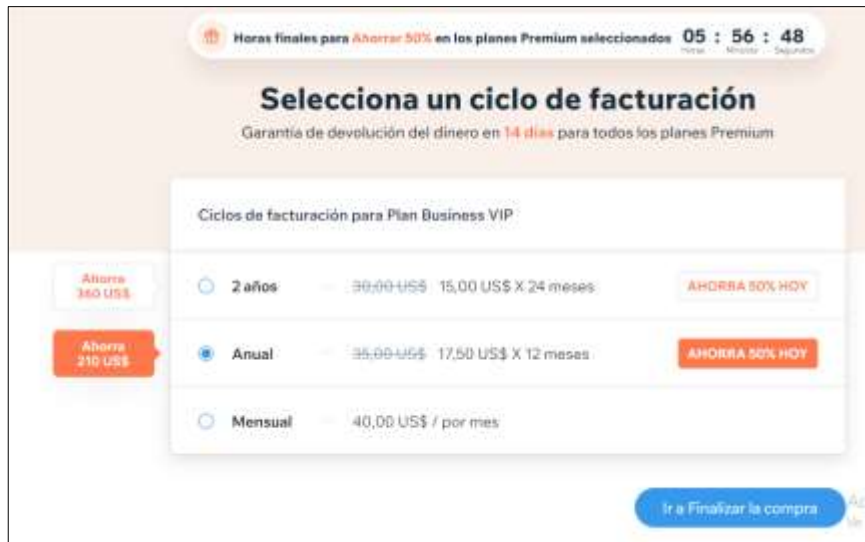 Horas finales para Ahorrar 50% en los planes Premium seleccionados 05 : 56 : 48
Horas Minutos Segundos
Selecciona un ciclo de facturación
Garantía de devolución del dinero en 14 días para todos los planes Premium
Ciclos de facturación para Plan Business VIP
Ahorra
360 US$
2 años 30,00 US$ 15,00 US$ X 24 meses AHORRA 50% HOY
Ahorra
210 US$
Anual 35,00 US$ 17,50 US$ X 12 meses AHORRA 50% HOY
Mensual 40,00 US$ / por mes
Ir a Finalizar la compra